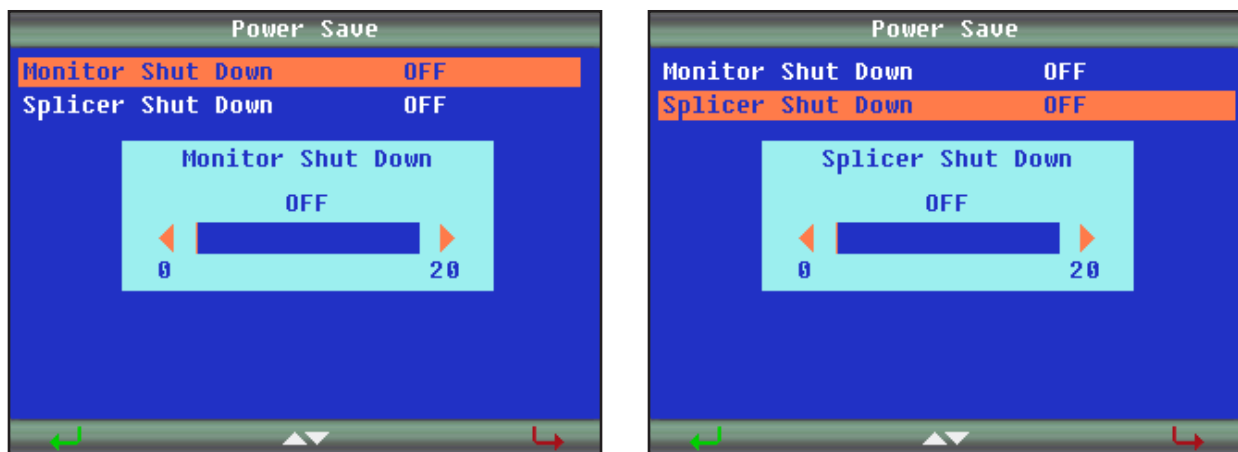 Power Save
Monitor Shut Down OFF
Splicer Shut Down OFF
Monitor Shut Down
OFF
0 20
Power Save
Monitor Shut Down OFF
Splicer Shut Down OFF
Splicer Shut Down
OFF
0 20